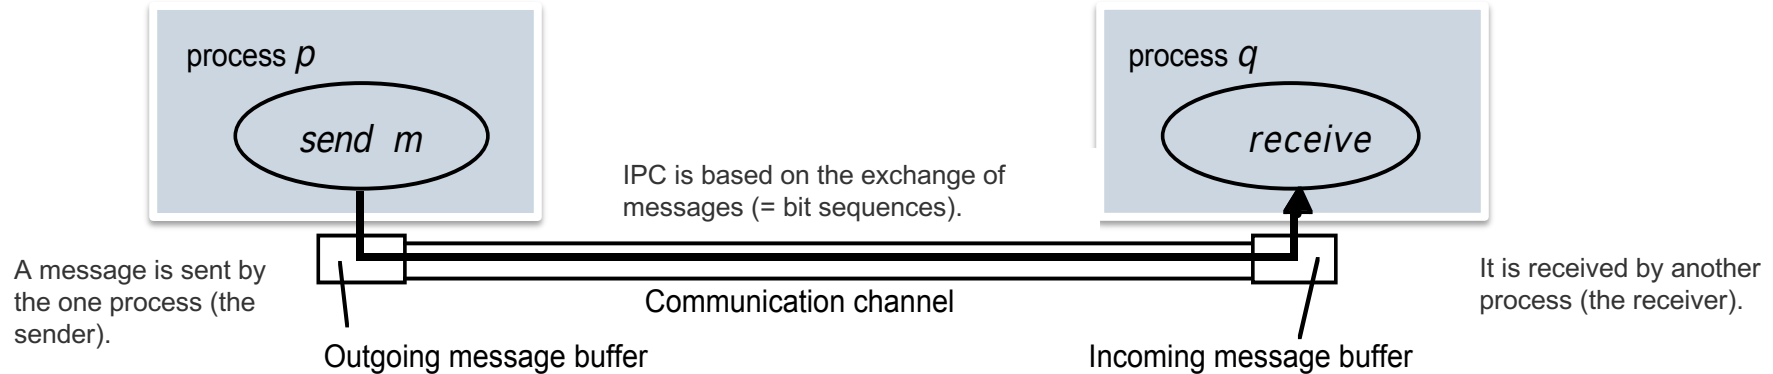 process p
send m
process q
receive
IPC is based on the exchange of
messages (= bit sequences).
A message is sent by
the one process (the
sender).
Communication channel
It is received by another
process (the receiver).
Outgoing message buffer
Incoming message buffer